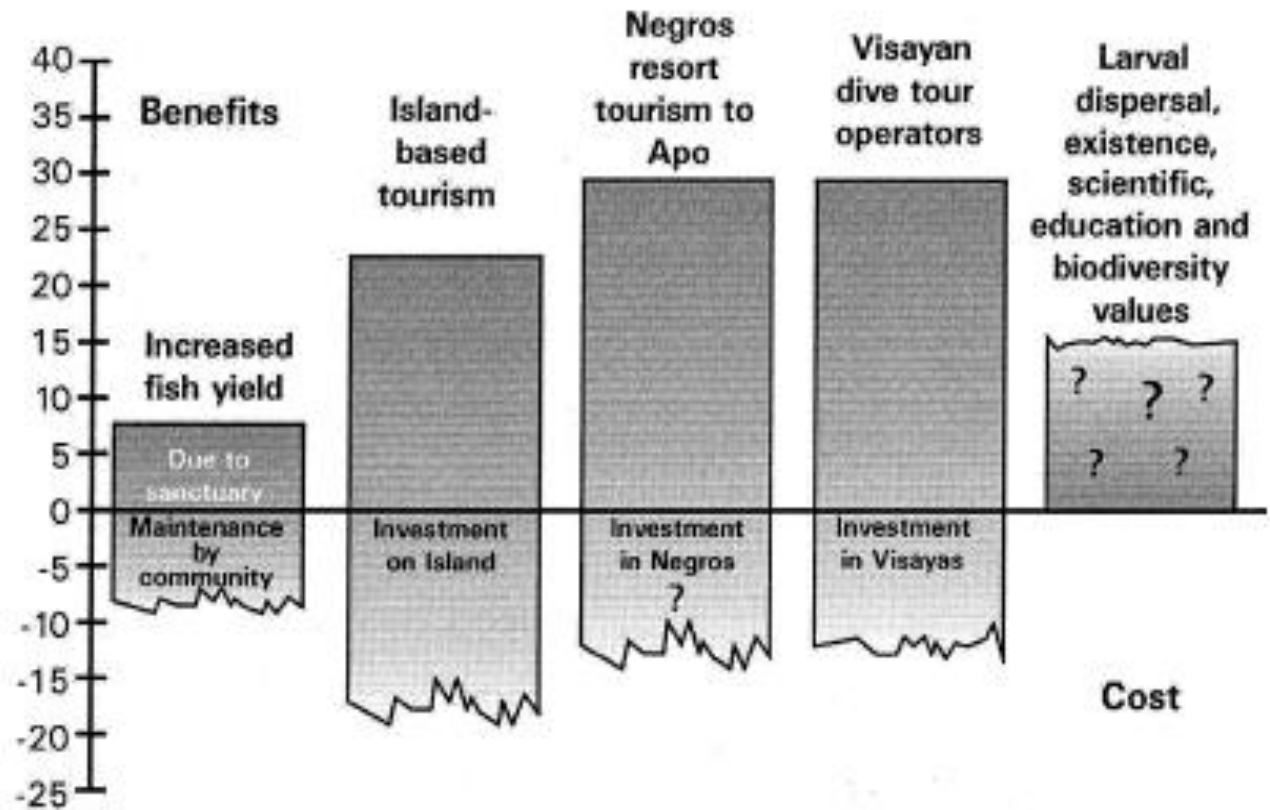 40
35
30
25
20
15
10
5
0
-5
-10
-15
-20
-25
Benefits
Increased
fish yield
Due to
sanctuary
Maintenance
by
community
Island-
based
tourism
Investment
on Island
Negros
resort
tourism to
Apo
Investment
in Negros
?
Visayan
dive tour
operators
Investment
in Visayas
Larval
dispersal,
existence,
scientific,
education and
biodiversity
values
? ? ?
? ?
Cost